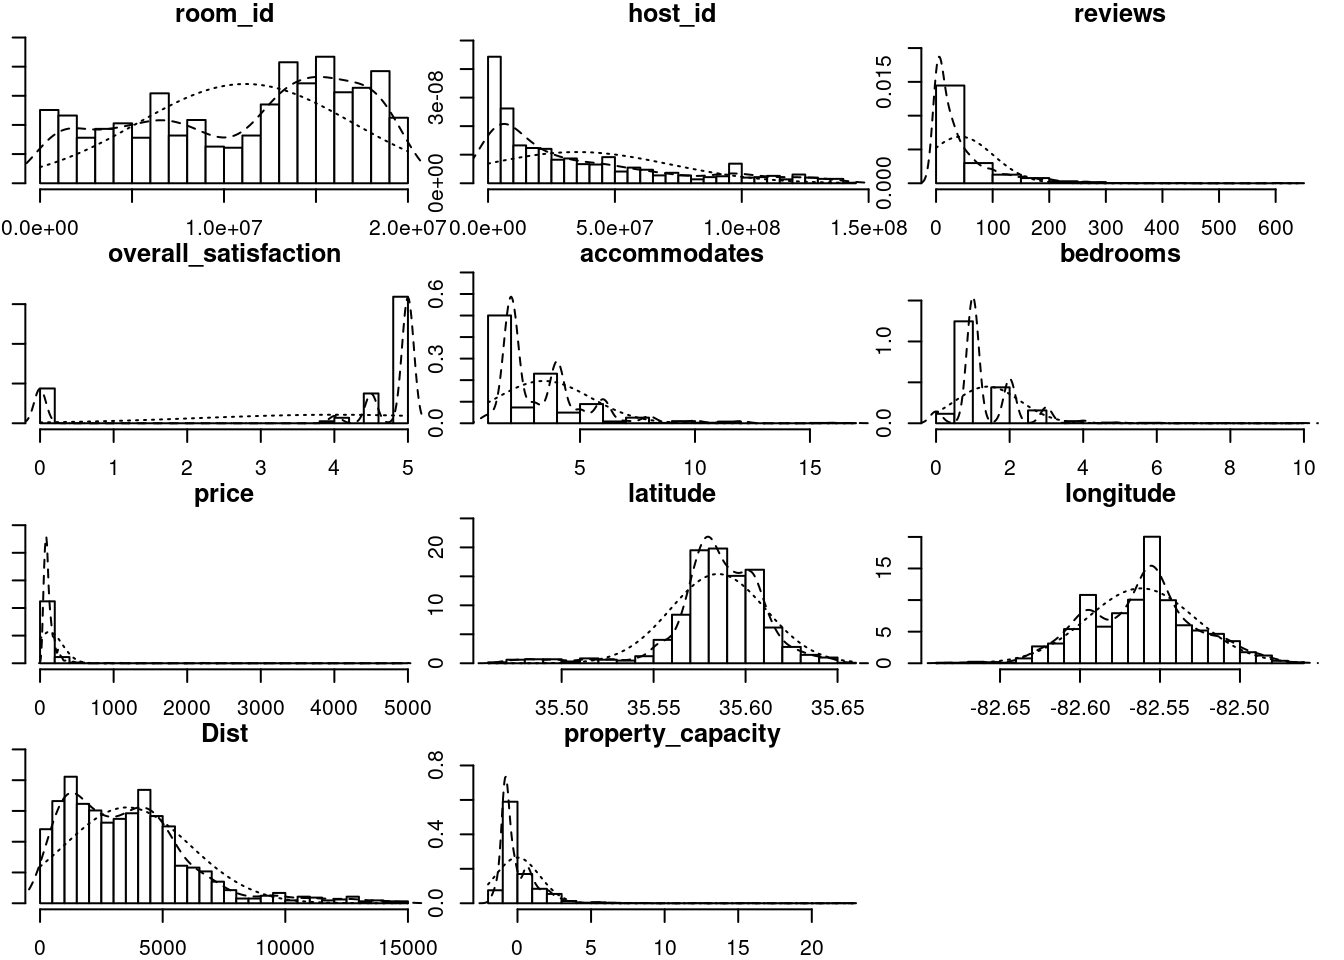 room_id host_id reviews
0e+00 3e-08 0.000 0.015
0.0e+00 1.0e+07 2.0e+07 0.0e+00 5.0e+07 1.0e+08 1.5e+08 0 100 200 300 400 500 600
overall_satisfaction accommodates bedrooms
0.0 0.3 0.6 0.0 1.0
0 1 2 3 4 5 5 10 15 0 2 4 6 8 10
price latitude longitude
0 10 20 0 5 15
0 1000 2000 3000 4000 5000 35.50 35.55 35.60 35.65 -82.65 -82.60 -82.55 -82.50
Dist property_capacity
0.0 0.4 0.8
0 5000 10000 15000 0 5 10 15 20